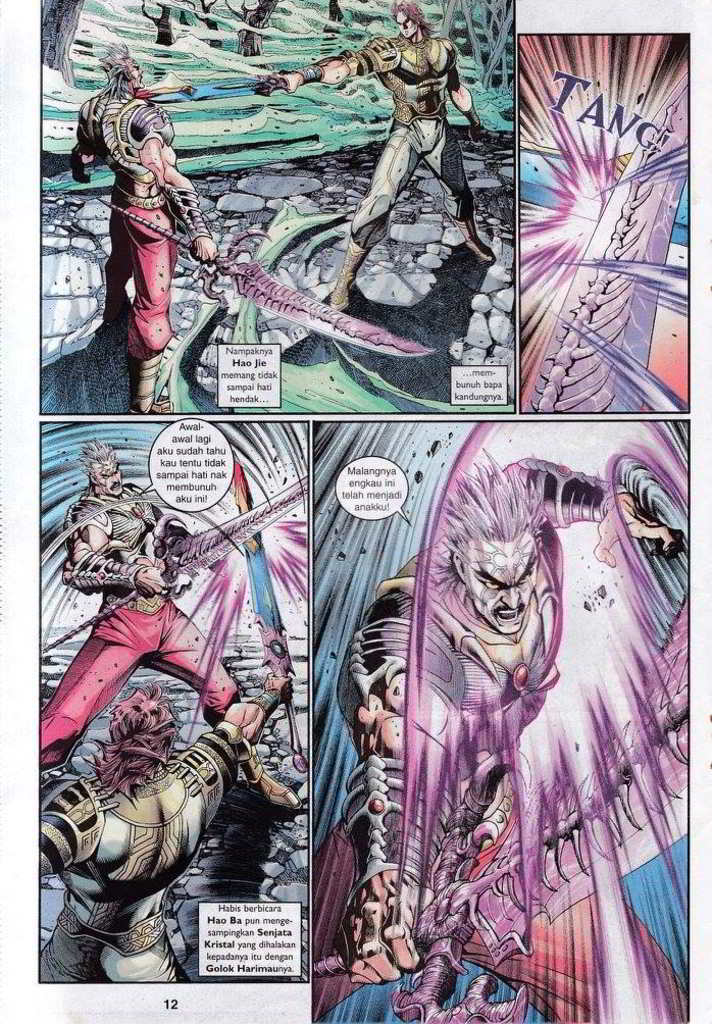 Nampaknya
Hao Jie
memang tidak
sampai hati
hendak...
...mem-
bunuh bapa
kandungnya.
TANG!
Awal-
awal lagi
aku sudah tahu
kau tentu tidak
sampai hati nak
membunuh-
aku ini!
Habis berbicara
Hao Ba pun menge-
sampingkan Senjata
Kristal yang dihalakan
kepadanya itu dengan
Golok Harimaunya.
Malangnya
engkau ini
telah menjadi
anakku!
12